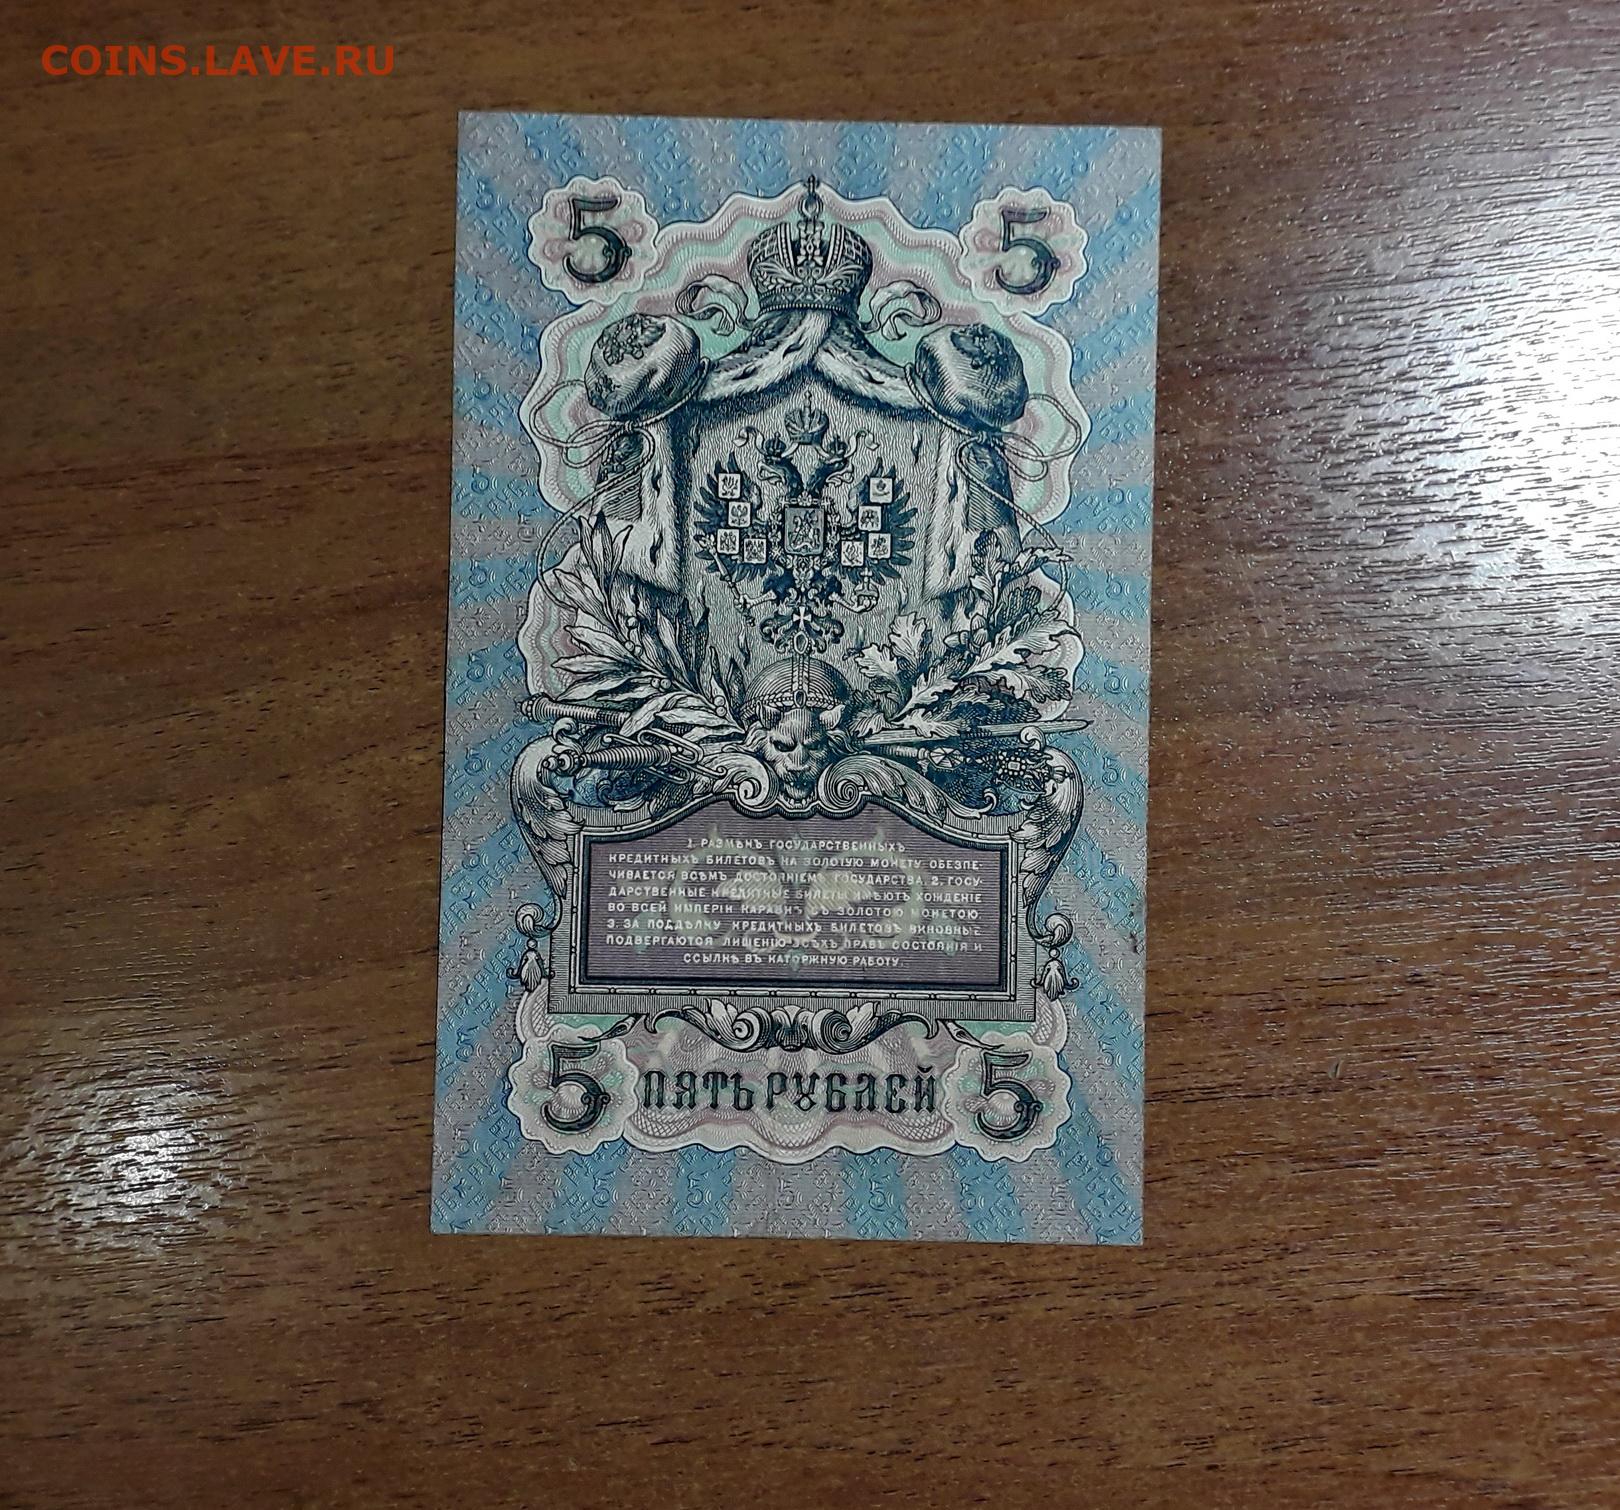 COINS.LAVE.RU
5 5
1. РАЗМѢНЪ ГОСУДАРСТВЕННЫХЪ
КРЕДИТНЫХЪ БИЛЕТОВЪ НА ЗОЛОТУЮ МОНЕТУ ОБЕЗПЕ-
ЧИВАЕТСЯ ВСѢМЪ ДОСТОЯНІЕМЪ ГОСУДАРСТВА. 2. ГОСУ-
ДАРСТВЕННЫЕ КРЕДИТНЫЕ БИЛЕТЫ ИМѢЮТЪ ХОЖДЕНІЕ
ВО ВСЕЙ ИМПЕРІИ НАРАВНѢ СЪ ЗОЛОТОЮ МОНЕТОЮ.
3. ЗА ПОДДѢЛКУ КРЕДИТНЫХЪ БИЛЕТОВЪ ВИНОВНЫЕ
ПОДВЕРГАЮТСЯ ЛИШЕНІЮ ВСѢХЪ ПРАВЪ СОСТОЯНІЯ И
ССЫЛКѢ ВЪ КАТОРЖНУЮ РАБОТУ.
5 ПЯТЬ РУБЛЕЙ 5